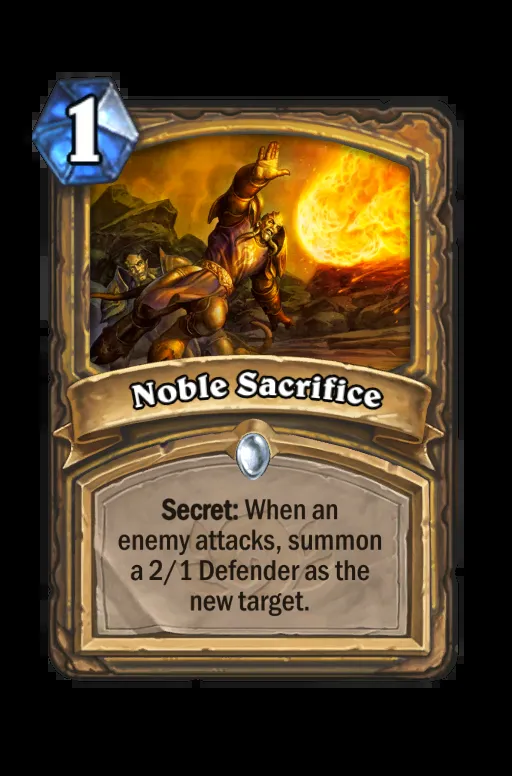 1
Noble Sacrifice
Secret: When an
enemy attacks, summon
a 2/1 Defender as the
new target.